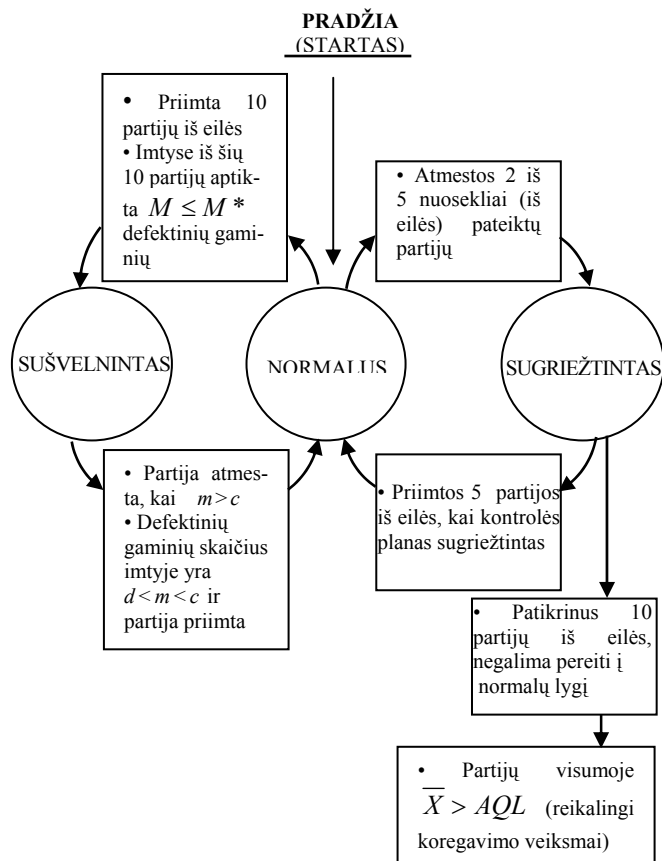 PRADŽIA
(STARTAS)
• Priimta 10
partijų iš eilės
• Imtyse iš šių
10 partijų aptik-
ta M ≤ M *
defektinių gami-
nių
• Atmestos 2 iš
5 nuosekliai (iš
eilės) pateiktų
partijų
SUŠVELNINTAS
NORMALUS
SUGRIEŽTINTAS
• Partija atmes-
ta, kai m > c
• Defektinių
gaminių skaičius
imtyje yra
d < m < c ir
partija priimta
• Priimtos 5 partijos
iš eilės, kai kontrolės
planas sugriežtintas
• Patikrinus 10
partijų iš eilės,
negalima pereiti į
normalų lygį
• Partijų visumoje
X̅ > AQL (reikalingi
koregavimo veiksmai)